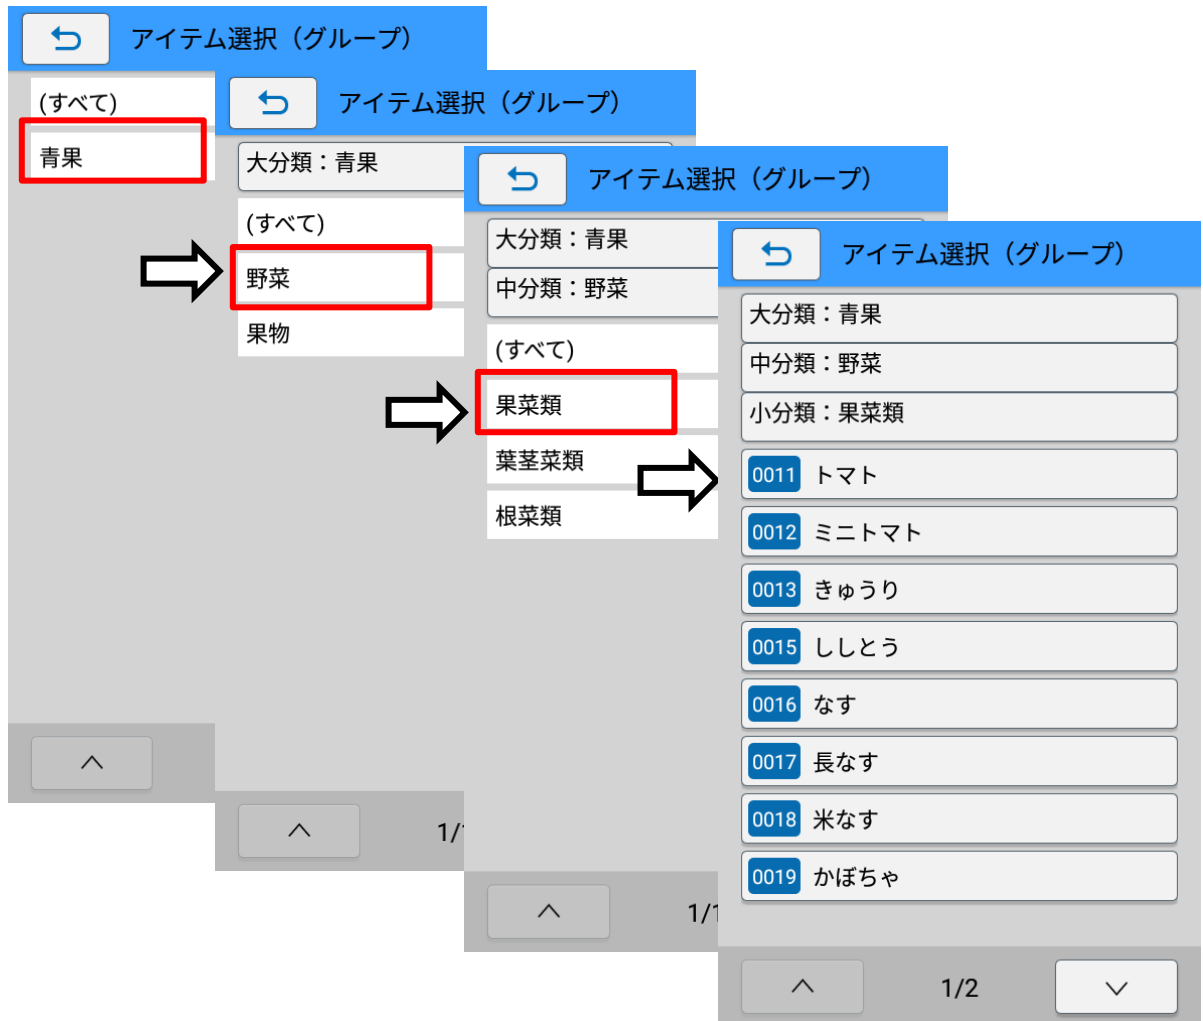 アイテム選択（グループ）
(すべて)
青果
アイテム選択（グループ）
大分類：青果
(すべて)
野菜
果物
1/1
アイテム選択（グループ）
大分類：青果
中分類：野菜
(すべて)
果菜類
葉茎菜類
根菜類
1/1
アイテム選択（グループ）
大分類：青果
中分類：野菜
小分類：果菜類
0011 トマト
0012 ミニトマト
0013 きゅうり
0015 ししとう
0016 なす
0017 長なす
0018 米なす
0019 かぼちゃ
1/2